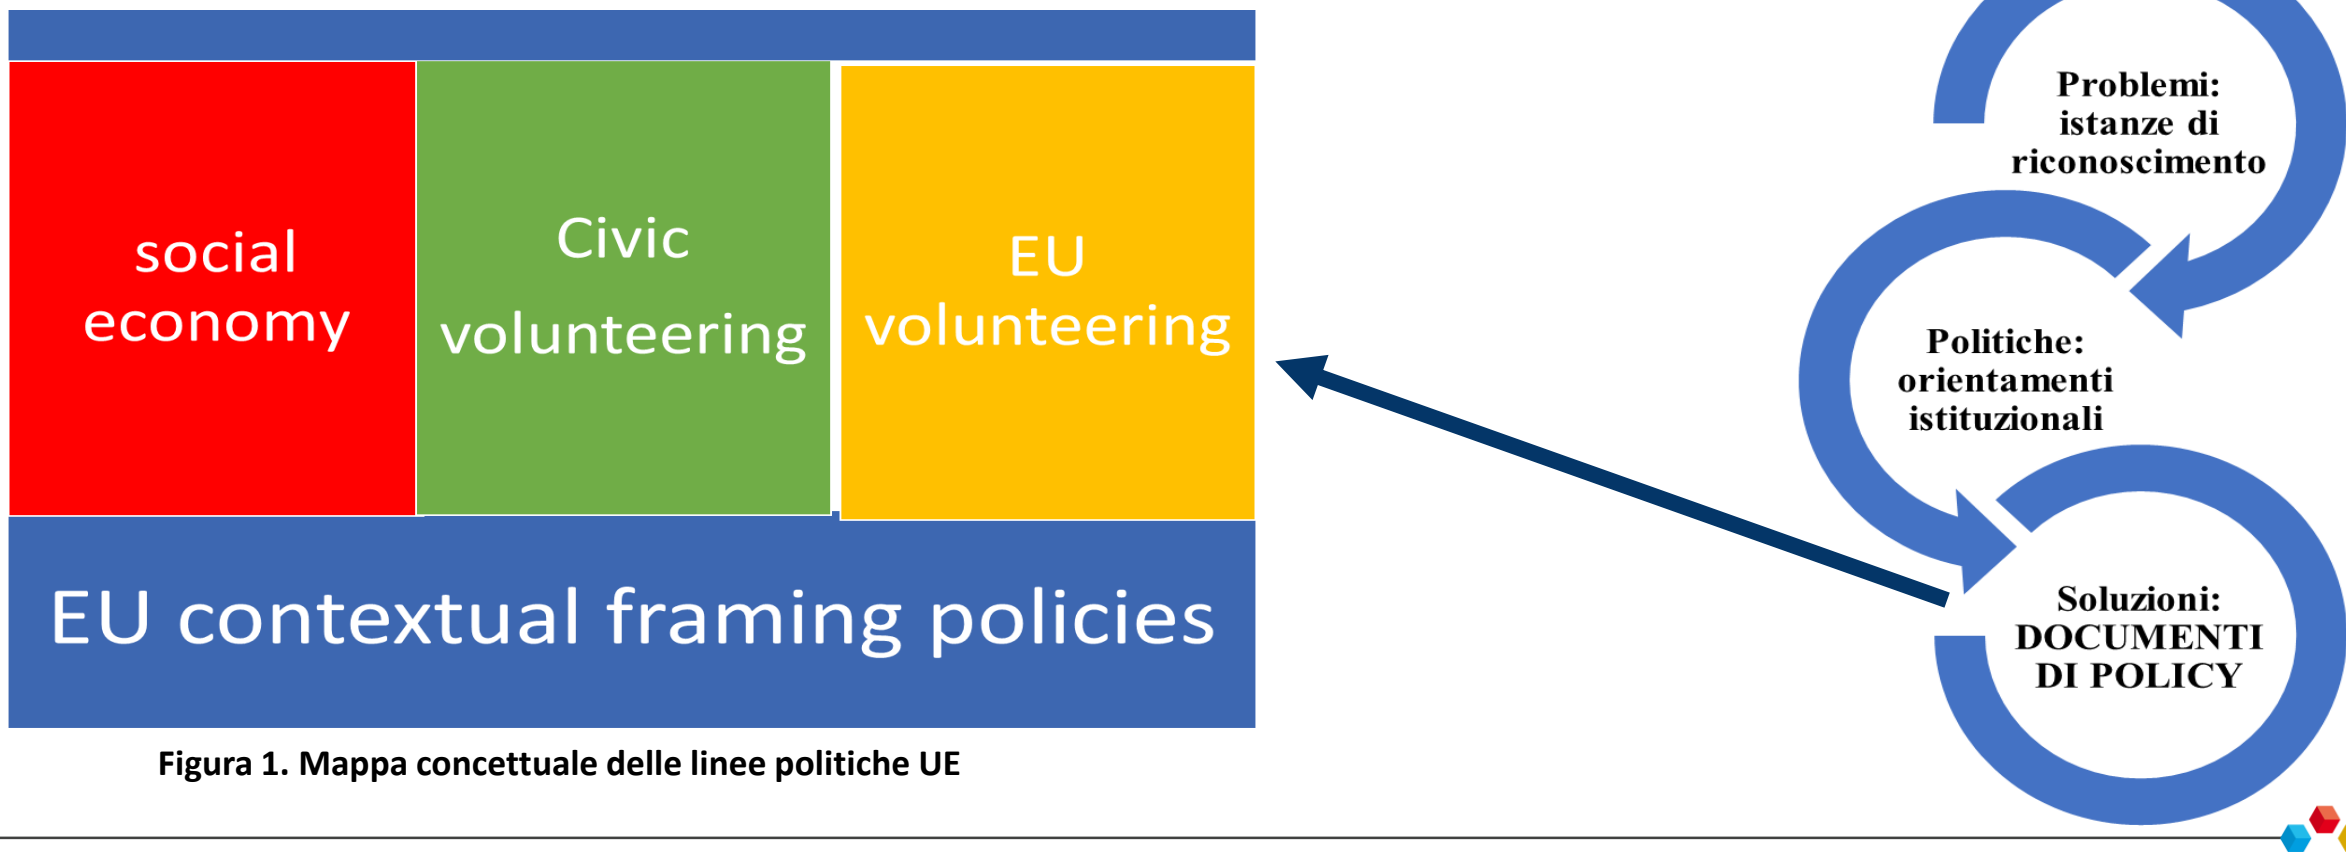 social
economy
Civic
volunteering
EU
volunteering
EU contextual framing policies
Figura 1. Mappa concettuale delle linee politiche UE
Problemi:
istanze di
riconoscimento
Politiche:
orientamenti
istituzionali
Soluzioni:
DOCUMENTI
DI POLICY